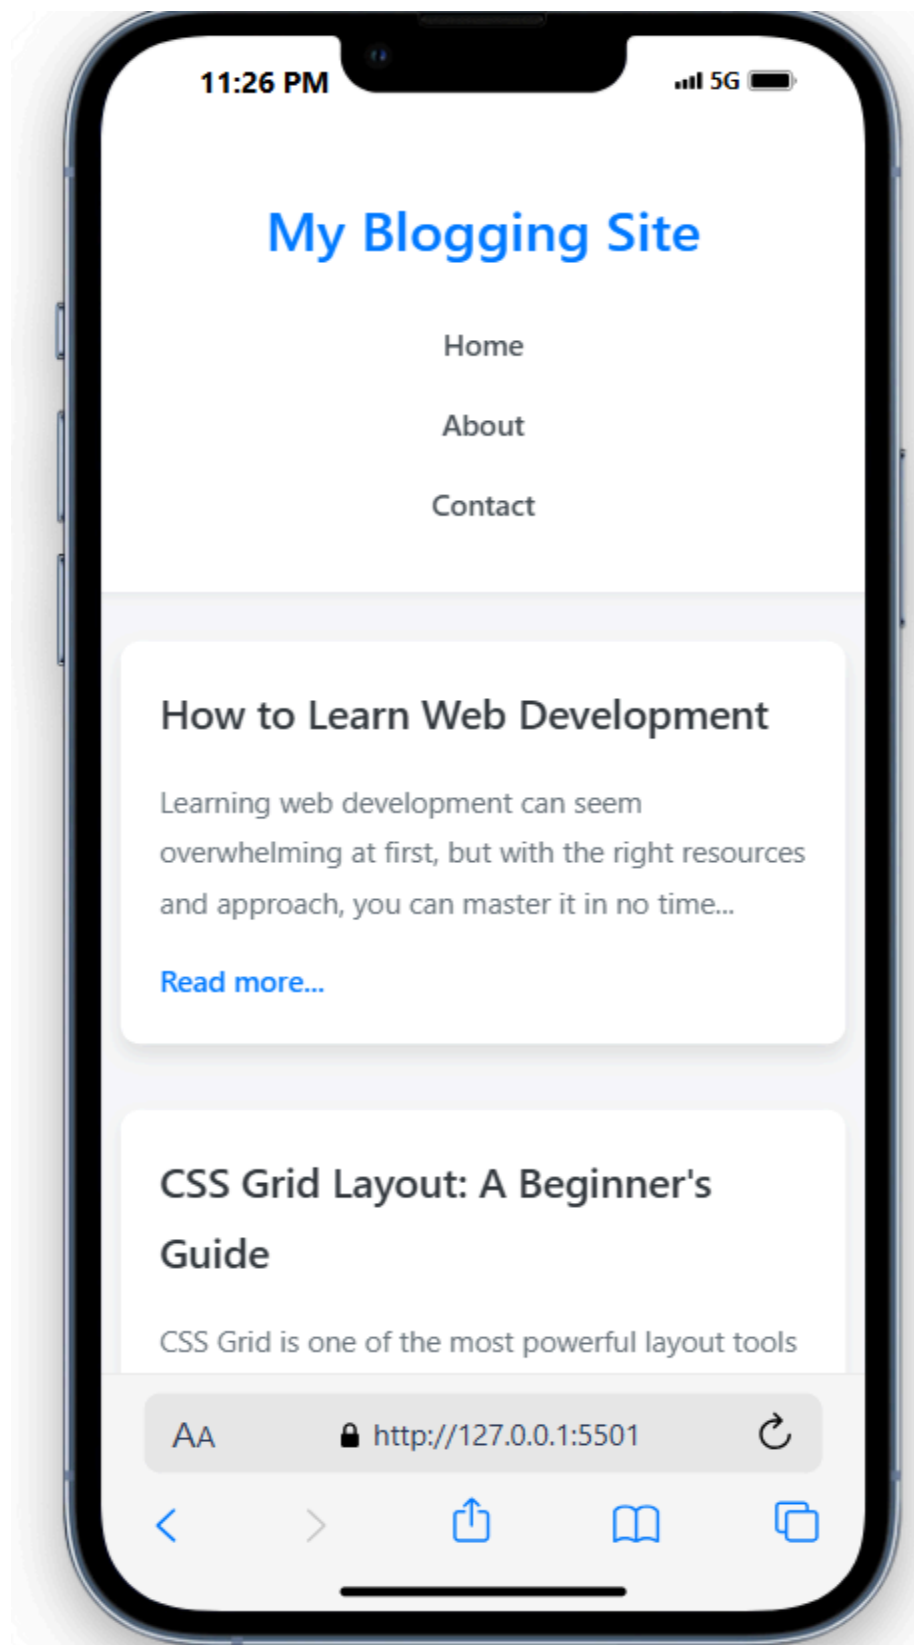 11:26 PM 5G
My Blogging Site
Home
About
Contact
How to Learn Web Development
Learning web development can seem
overwhelming at first, but with the right resources
and approach, you can master it in no time...
Read more...
CSS Grid Layout: A Beginner's
Guide
CSS Grid is one of the most powerful layout tools
AA http://127.0.0.1:5501